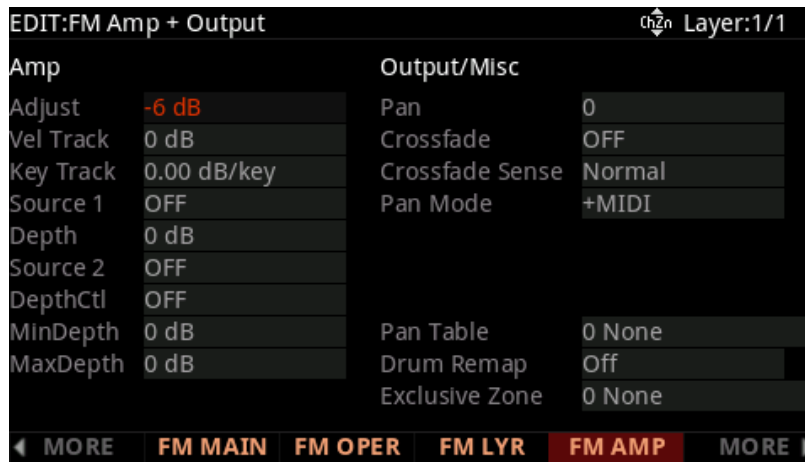 EDIT:FM Amp + Output ChZn Layer:1/1
Amp Output/Misc
Adjust -6 dB Pan 0
Vel Track 0 dB Crossfade OFF
Key Track 0.00 dB/key Crossfade Sense Normal
Source 1 OFF Pan Mode +MIDI
Depth 0 dB
Source 2 OFF
DepthCtl OFF
MinDepth 0 dB Pan Table 0 None
MaxDepth 0 dB Drum Remap Off
Exclusive Zone 0 None
MORE FM MAIN FM OPER FM LYR FM AMP MORE